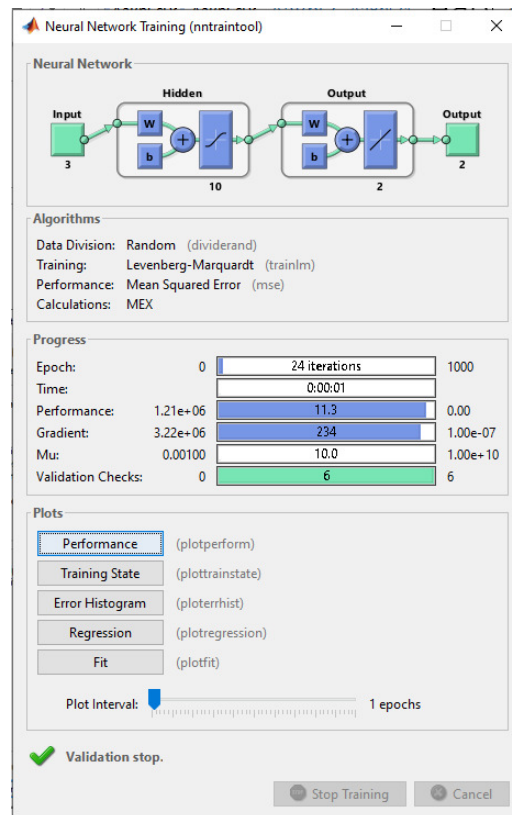 Neural Network Training (nntraintool)
Neural Network
Hidden
Output
Input
W
b
W
b
Output
3
10
2
2
Algorithms
Data Division: Random (dividerand)
Training: Levenberg-Marquardt (trainlm)
Performance: Mean Squared Error (mse)
Calculations: MEX
Progress
Epoch: 0 24 iterations 1000
Time: 0:00:01
Performance: 1.21e+06 11.3 0.00
Gradient: 3.22e+06 234 1.00e-07
Mu: 0.00100 10.0 1.00e+10
Validation Checks: 0 6 6
Plots
Performance (plotperform)
Training State (plottrainstate)
Error Histogram (ploterrhist)
Regression (plotregression)
Fit (plotfit)
Plot Interval: 1 epochs
Validation stop.
Stop Training Cancel